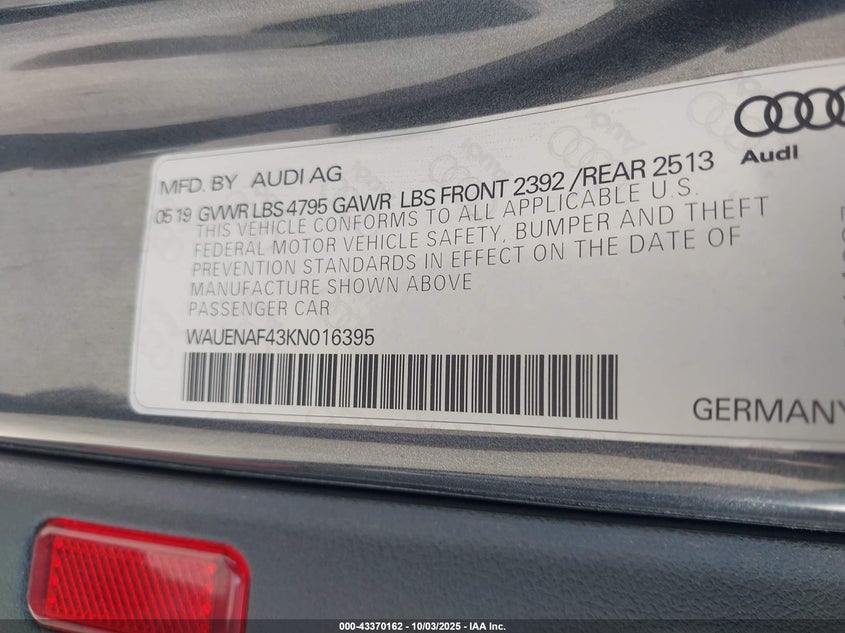 Audi
MFD. BY AUDI AG
05 19 GVWR LBS 4795 GAWR LBS FRONT 2392 /REAR 2513
THIS VEHICLE CONFORMS TO ALL APPLICABLE U.S.
FEDERAL MOTOR VEHICLE SAFETY, BUMPER AND THEFT
PREVENTION STANDARDS IN EFFECT ON THE DATE OF
MANUFACTURE SHOWN ABOVE
PASSENGER CAR
WAUENAF43KN016395
GERMANY
000-43370162 - 10/03/2025 - IAA Inc.